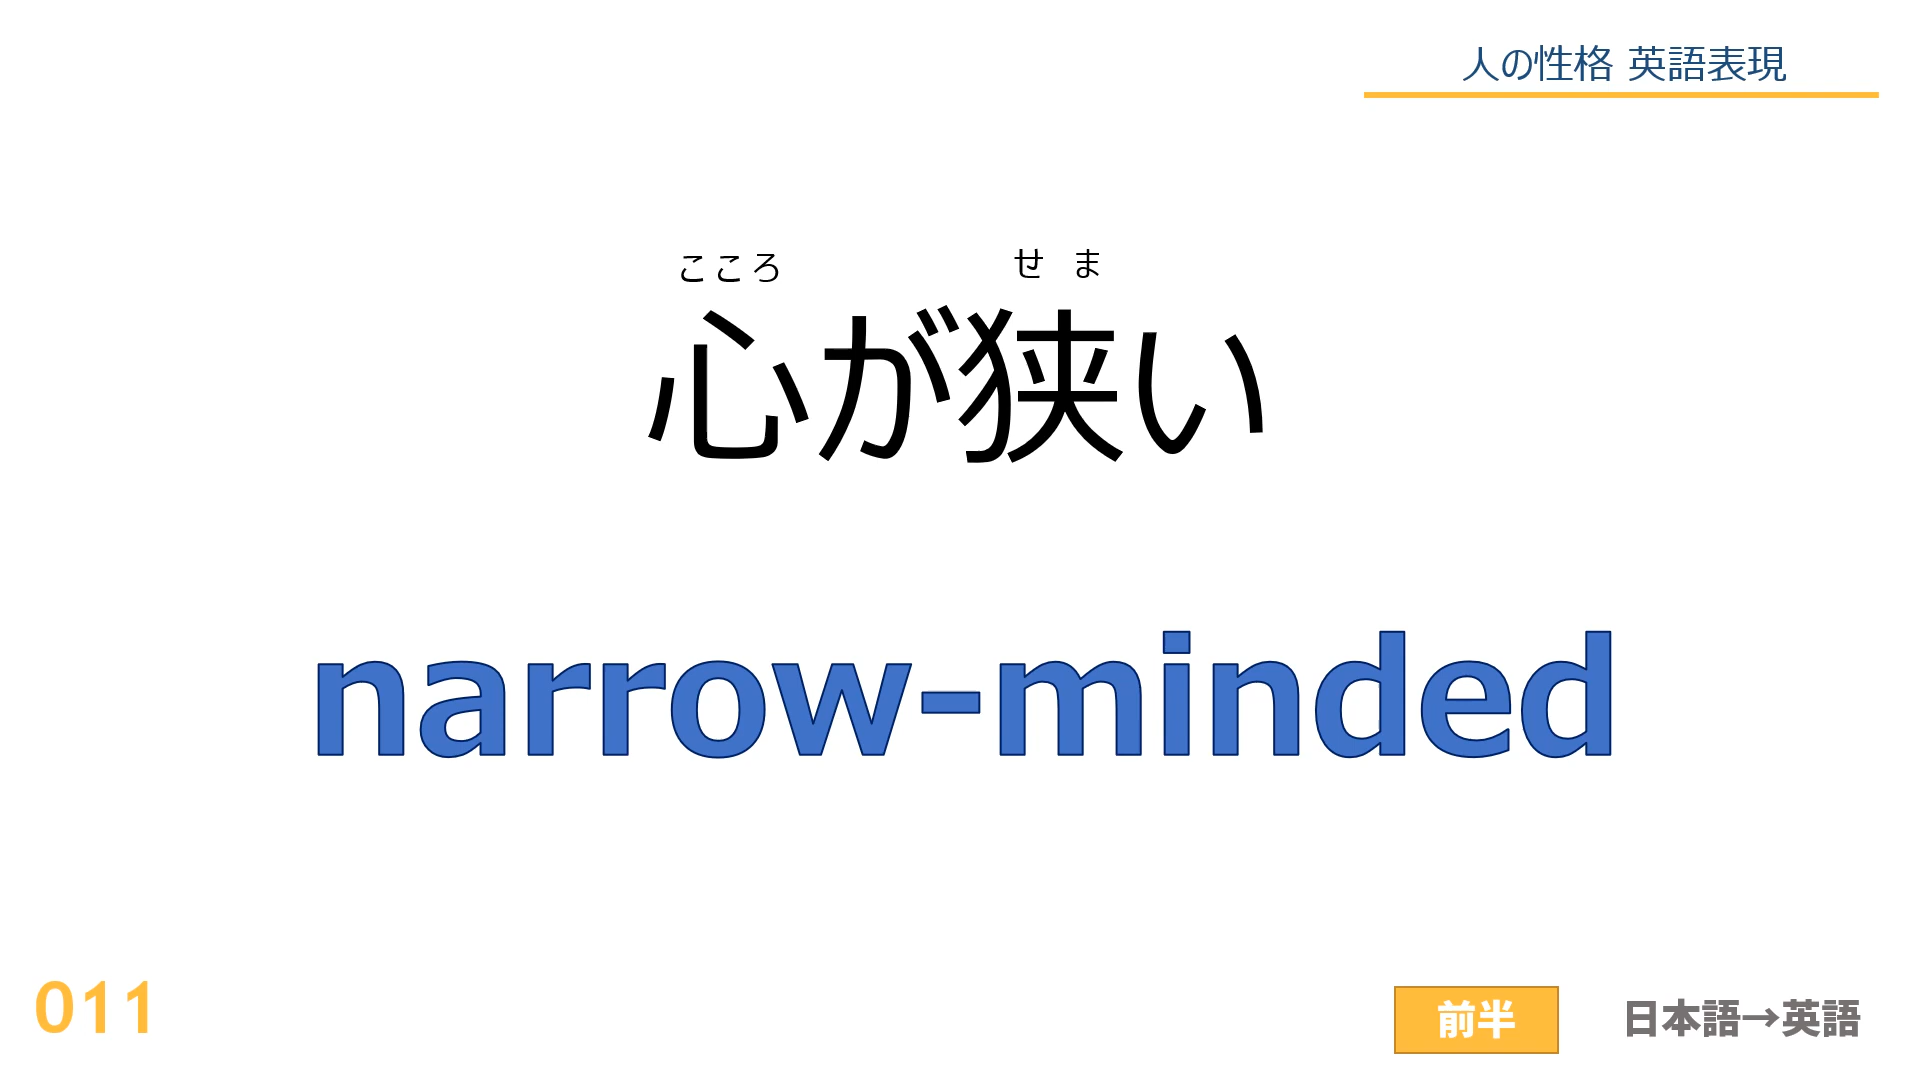 人の性格 英語表現
こころ せま
心が狭い
narrow-minded
011
前半
日本語→英語